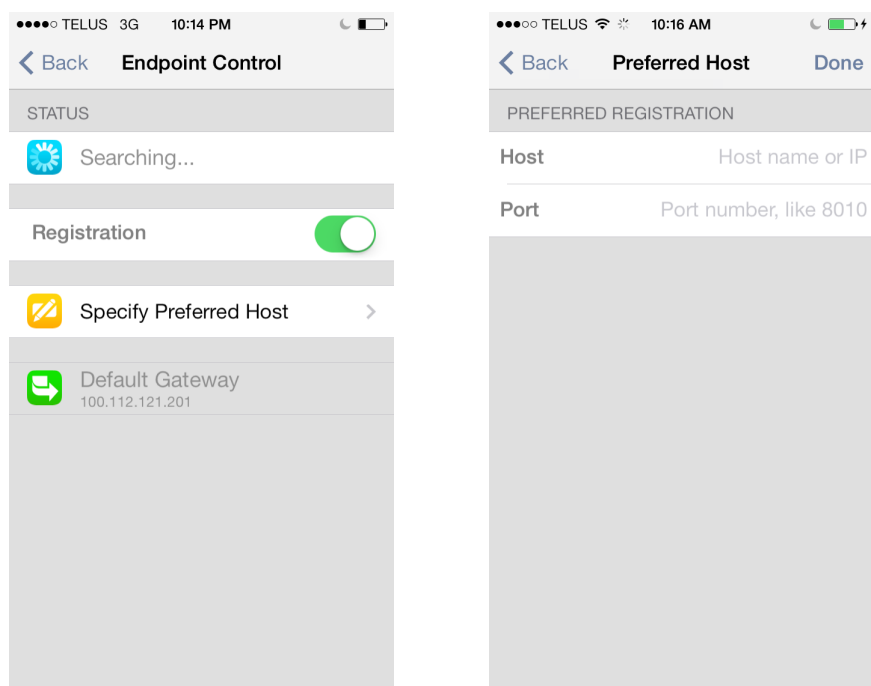 TELUS 3G 10:14 PM
Back Endpoint Control
STATUS
Searching...
Registration
Specify Preferred Host
Default Gateway
100.112.121.201
TELUS 10:16 AM
Back Preferred Host Done
PREFERRED REGISTRATION
Host Host name or IP
Port Port number, like 8010